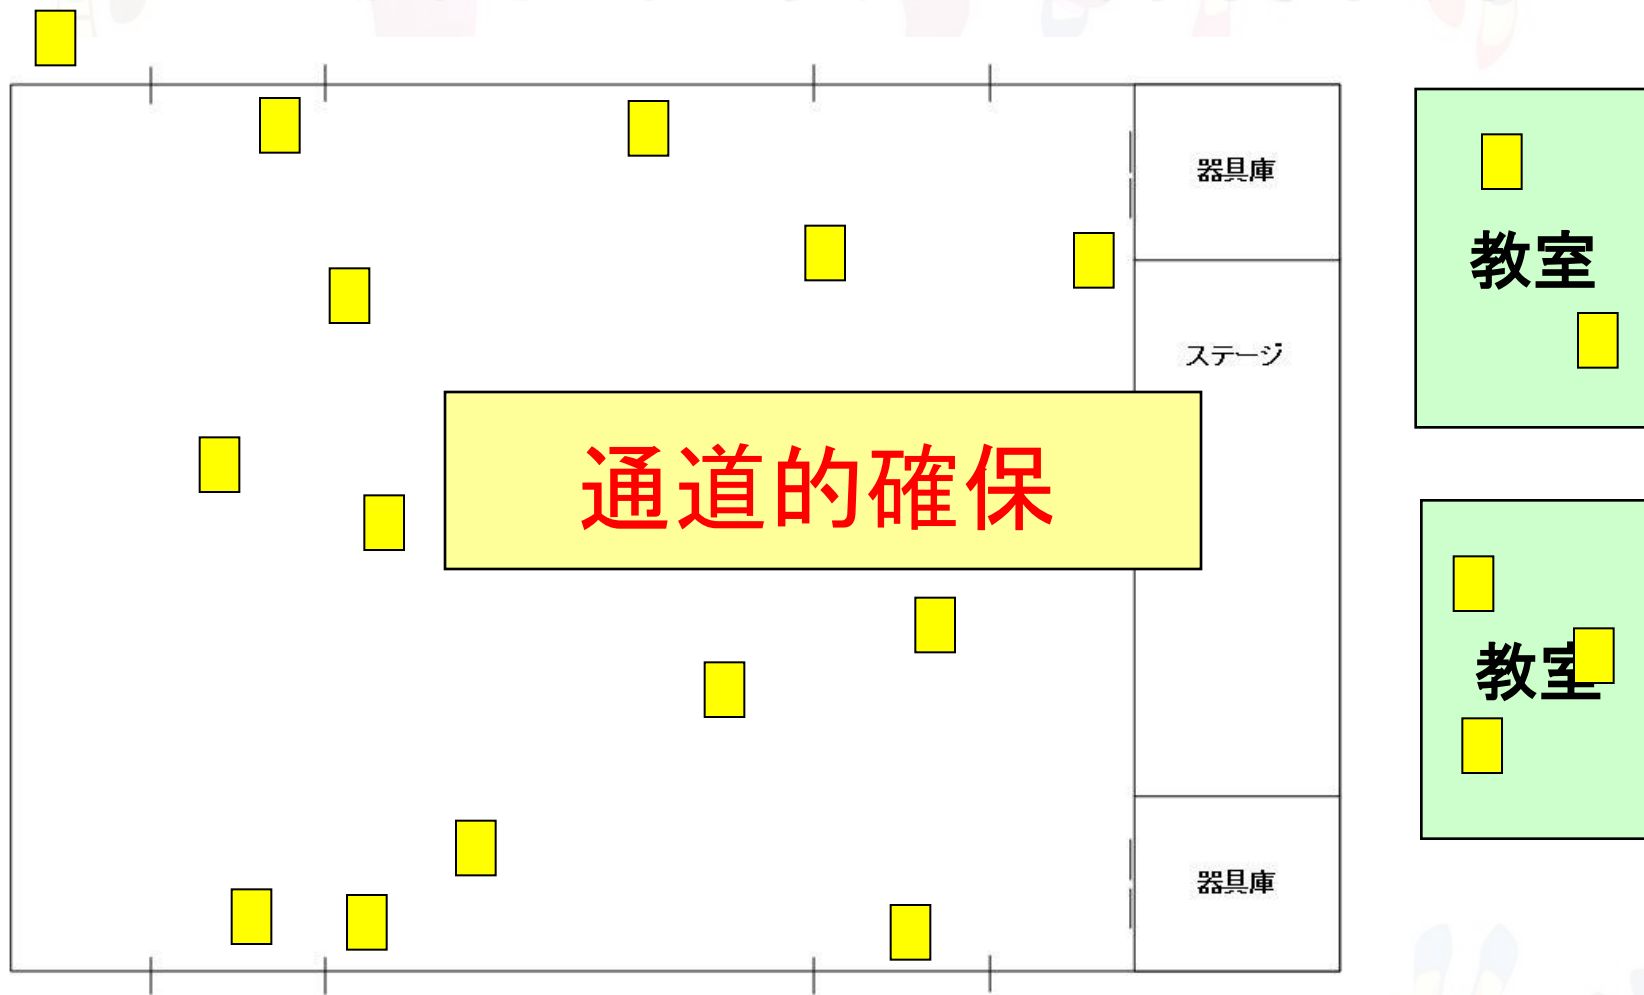 器具庫
教室
ステージ
通道的確保
教室
器具庫